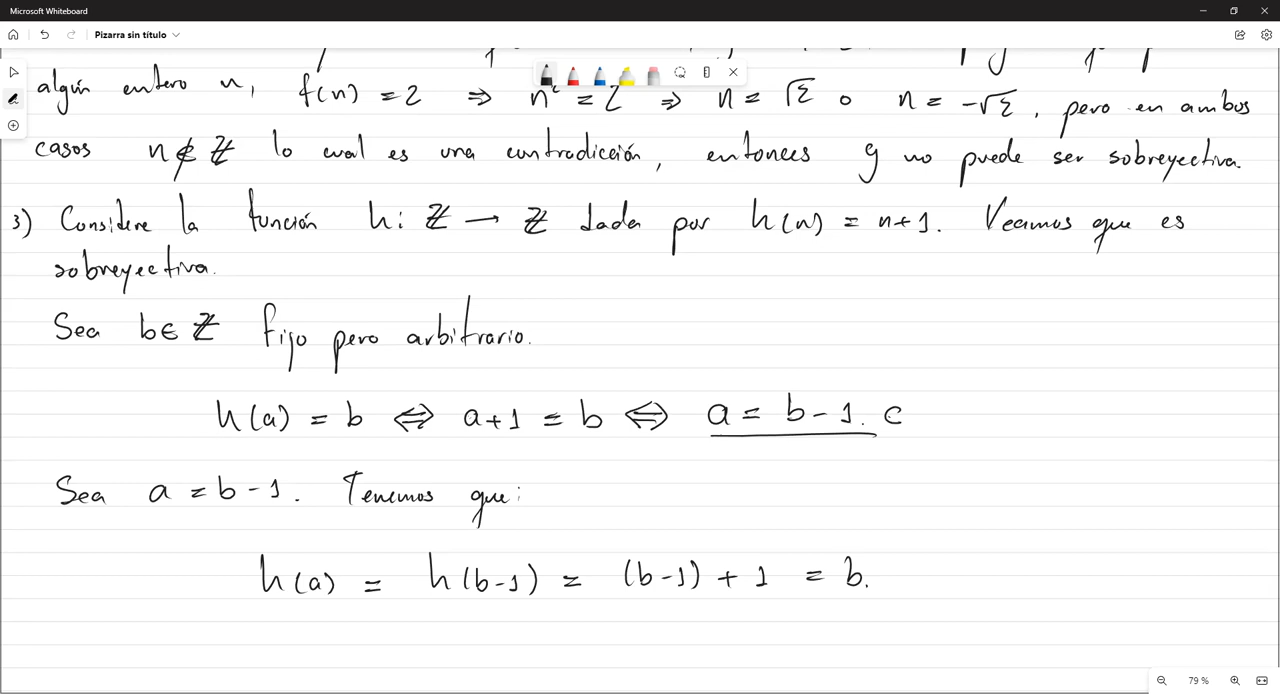 Microsoft Whiteboard
Pizarra sin título
algún entero n, f(n) = 2 ⇒ n² = 2 ⇒ n = √2 o n = -√2, pero en ambos
casos n ∉ ℤ lo cual es una contradicción, entonces g no puede ser sobreyectiva.
3) Considere la función h: ℤ → ℤ dada por h(n) = n+1. Veamos que es
sobreyectiva.
Sea b ∈ ℤ fijo pero arbitrario.
h(a) = b ⇔ a+1 = b ⇔ a = b-1. c
Sea a = b-1. Tenemos que:
h(a) = h(b-1) = (b-1) + 1 = b.
79 %